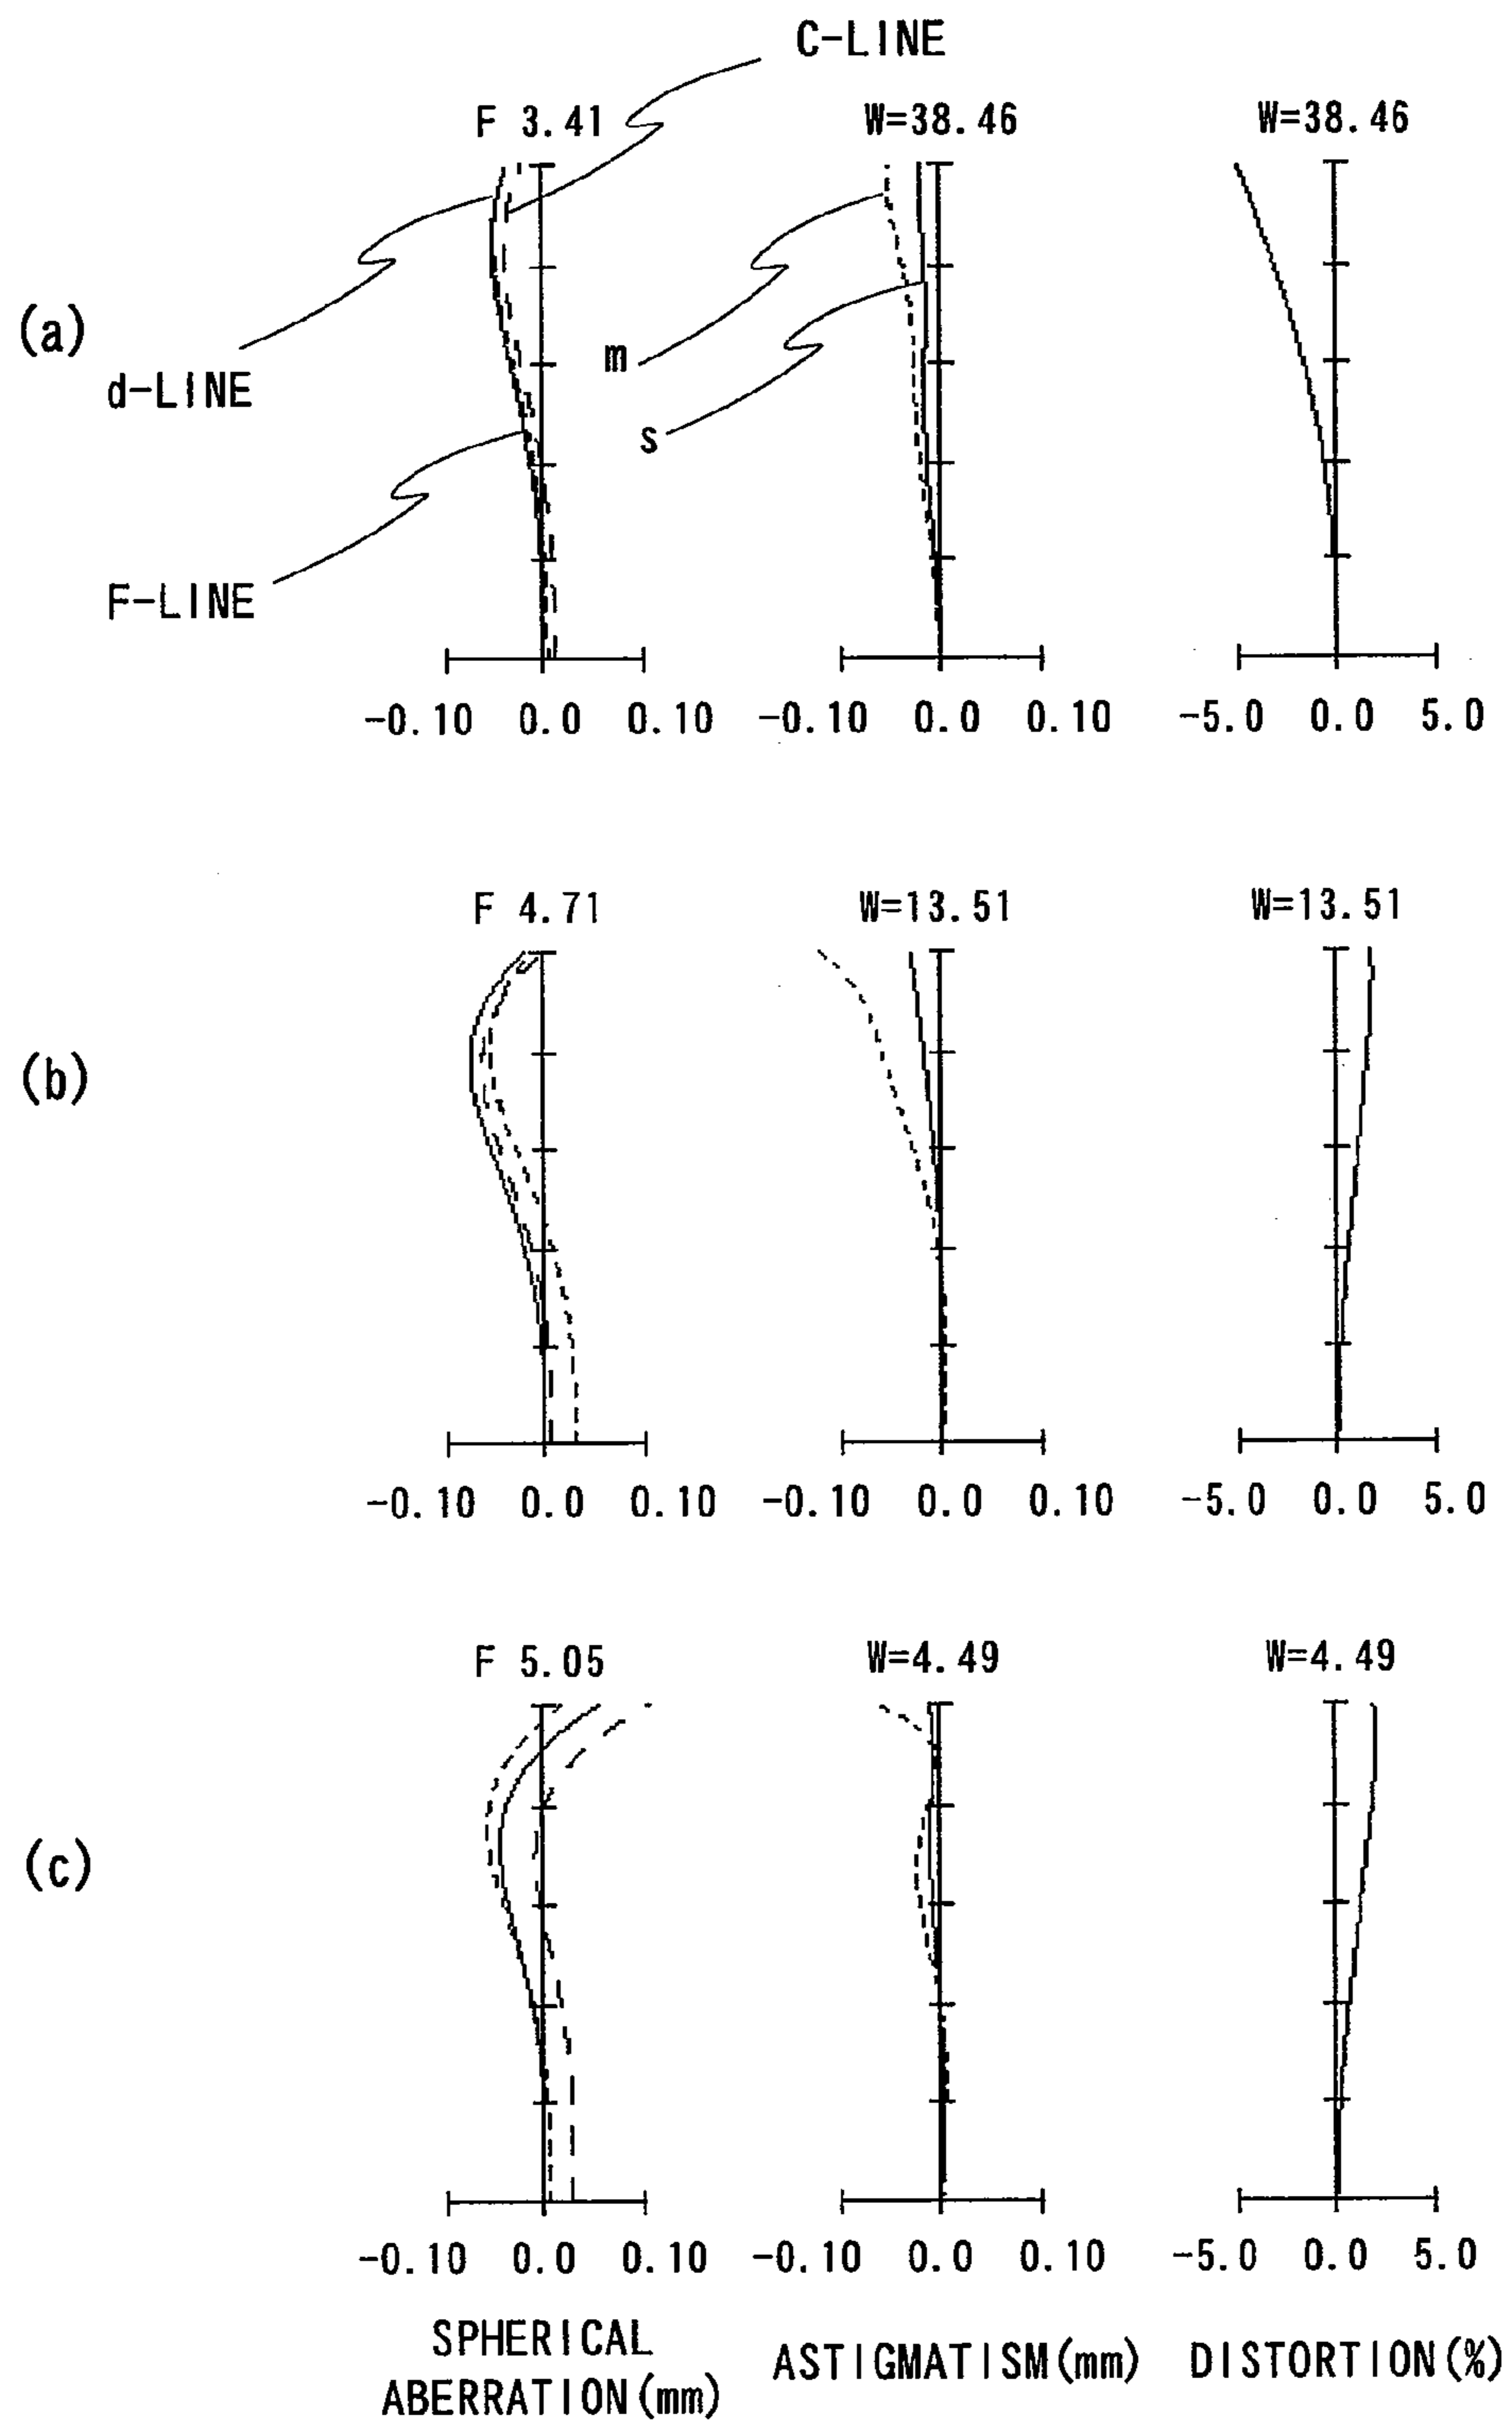 C-LINE
F 3.41 W=38.46 W=38.46
(a)
m
d-LINE
s
F-LINE
-0.10 0.0 0.10 -0.10 0.0 0.10 -5.0 0.0 5.0
F 4.71 W=13.51 W=13.51
(b)
-0.10 0.0 0.10 -0.10 0.0 0.10 -5.0 0.0 5.0
F 5.05 W=4.49 W=4.49
(c)
-0.10 0.0 0.10 -0.10 0.0 0.10 -5.0 0.0 5.0
SPHERICAL
ABERRATION(mm) ASTIGMATISM(mm) DISTORTION(%)